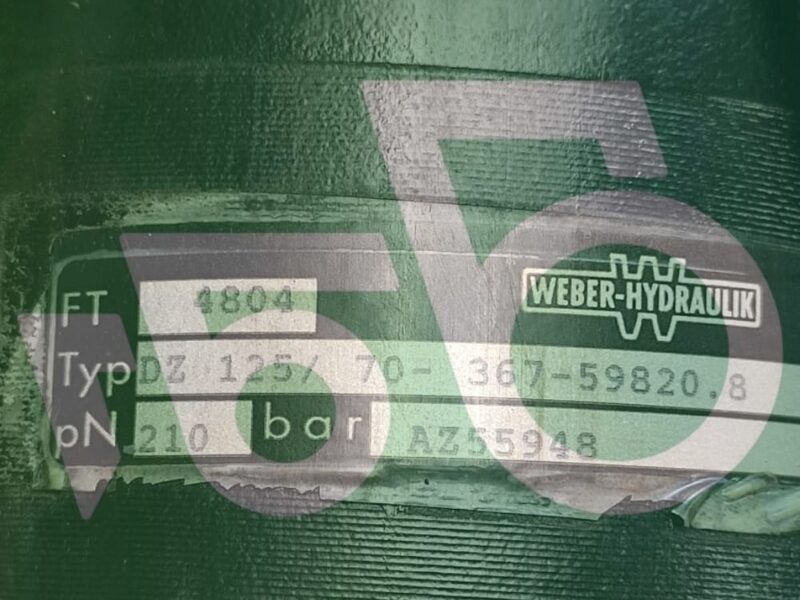 WEBER-HYDRAULIK
FT 4804
Typ DZ 125/ 70- 367-59820.8
pN 210 bar AZ55948